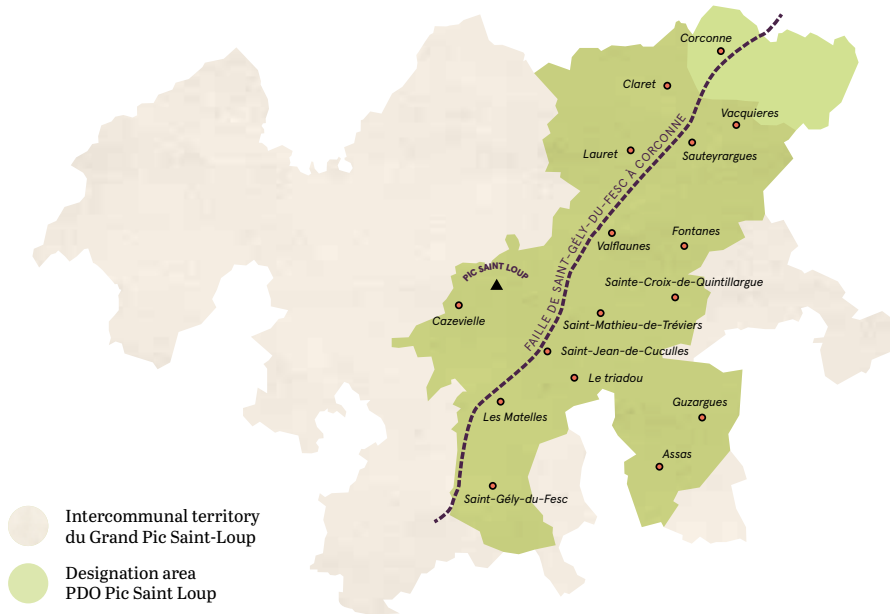 Corconne
Claret
Vacquieres
Lauret
Sauteyrargues
FAILLE DE SAINT-GÉLY-DU-FESC À CORCONNE
Valflaunes
Fontanes
PIC SAINT LOUP
Sainte-Croix-de-Quintillargue
Cazevielle
Saint-Mathieu-de-Tréviers
Saint-Jean-de-Cuculles
Le triadou
Les Matelles
Guzargues
Assas
Saint-Gély-du-Fesc
Intercommunal territory
du Grand Pic Saint-Loup
Designation area
PDO Pic Saint Loup